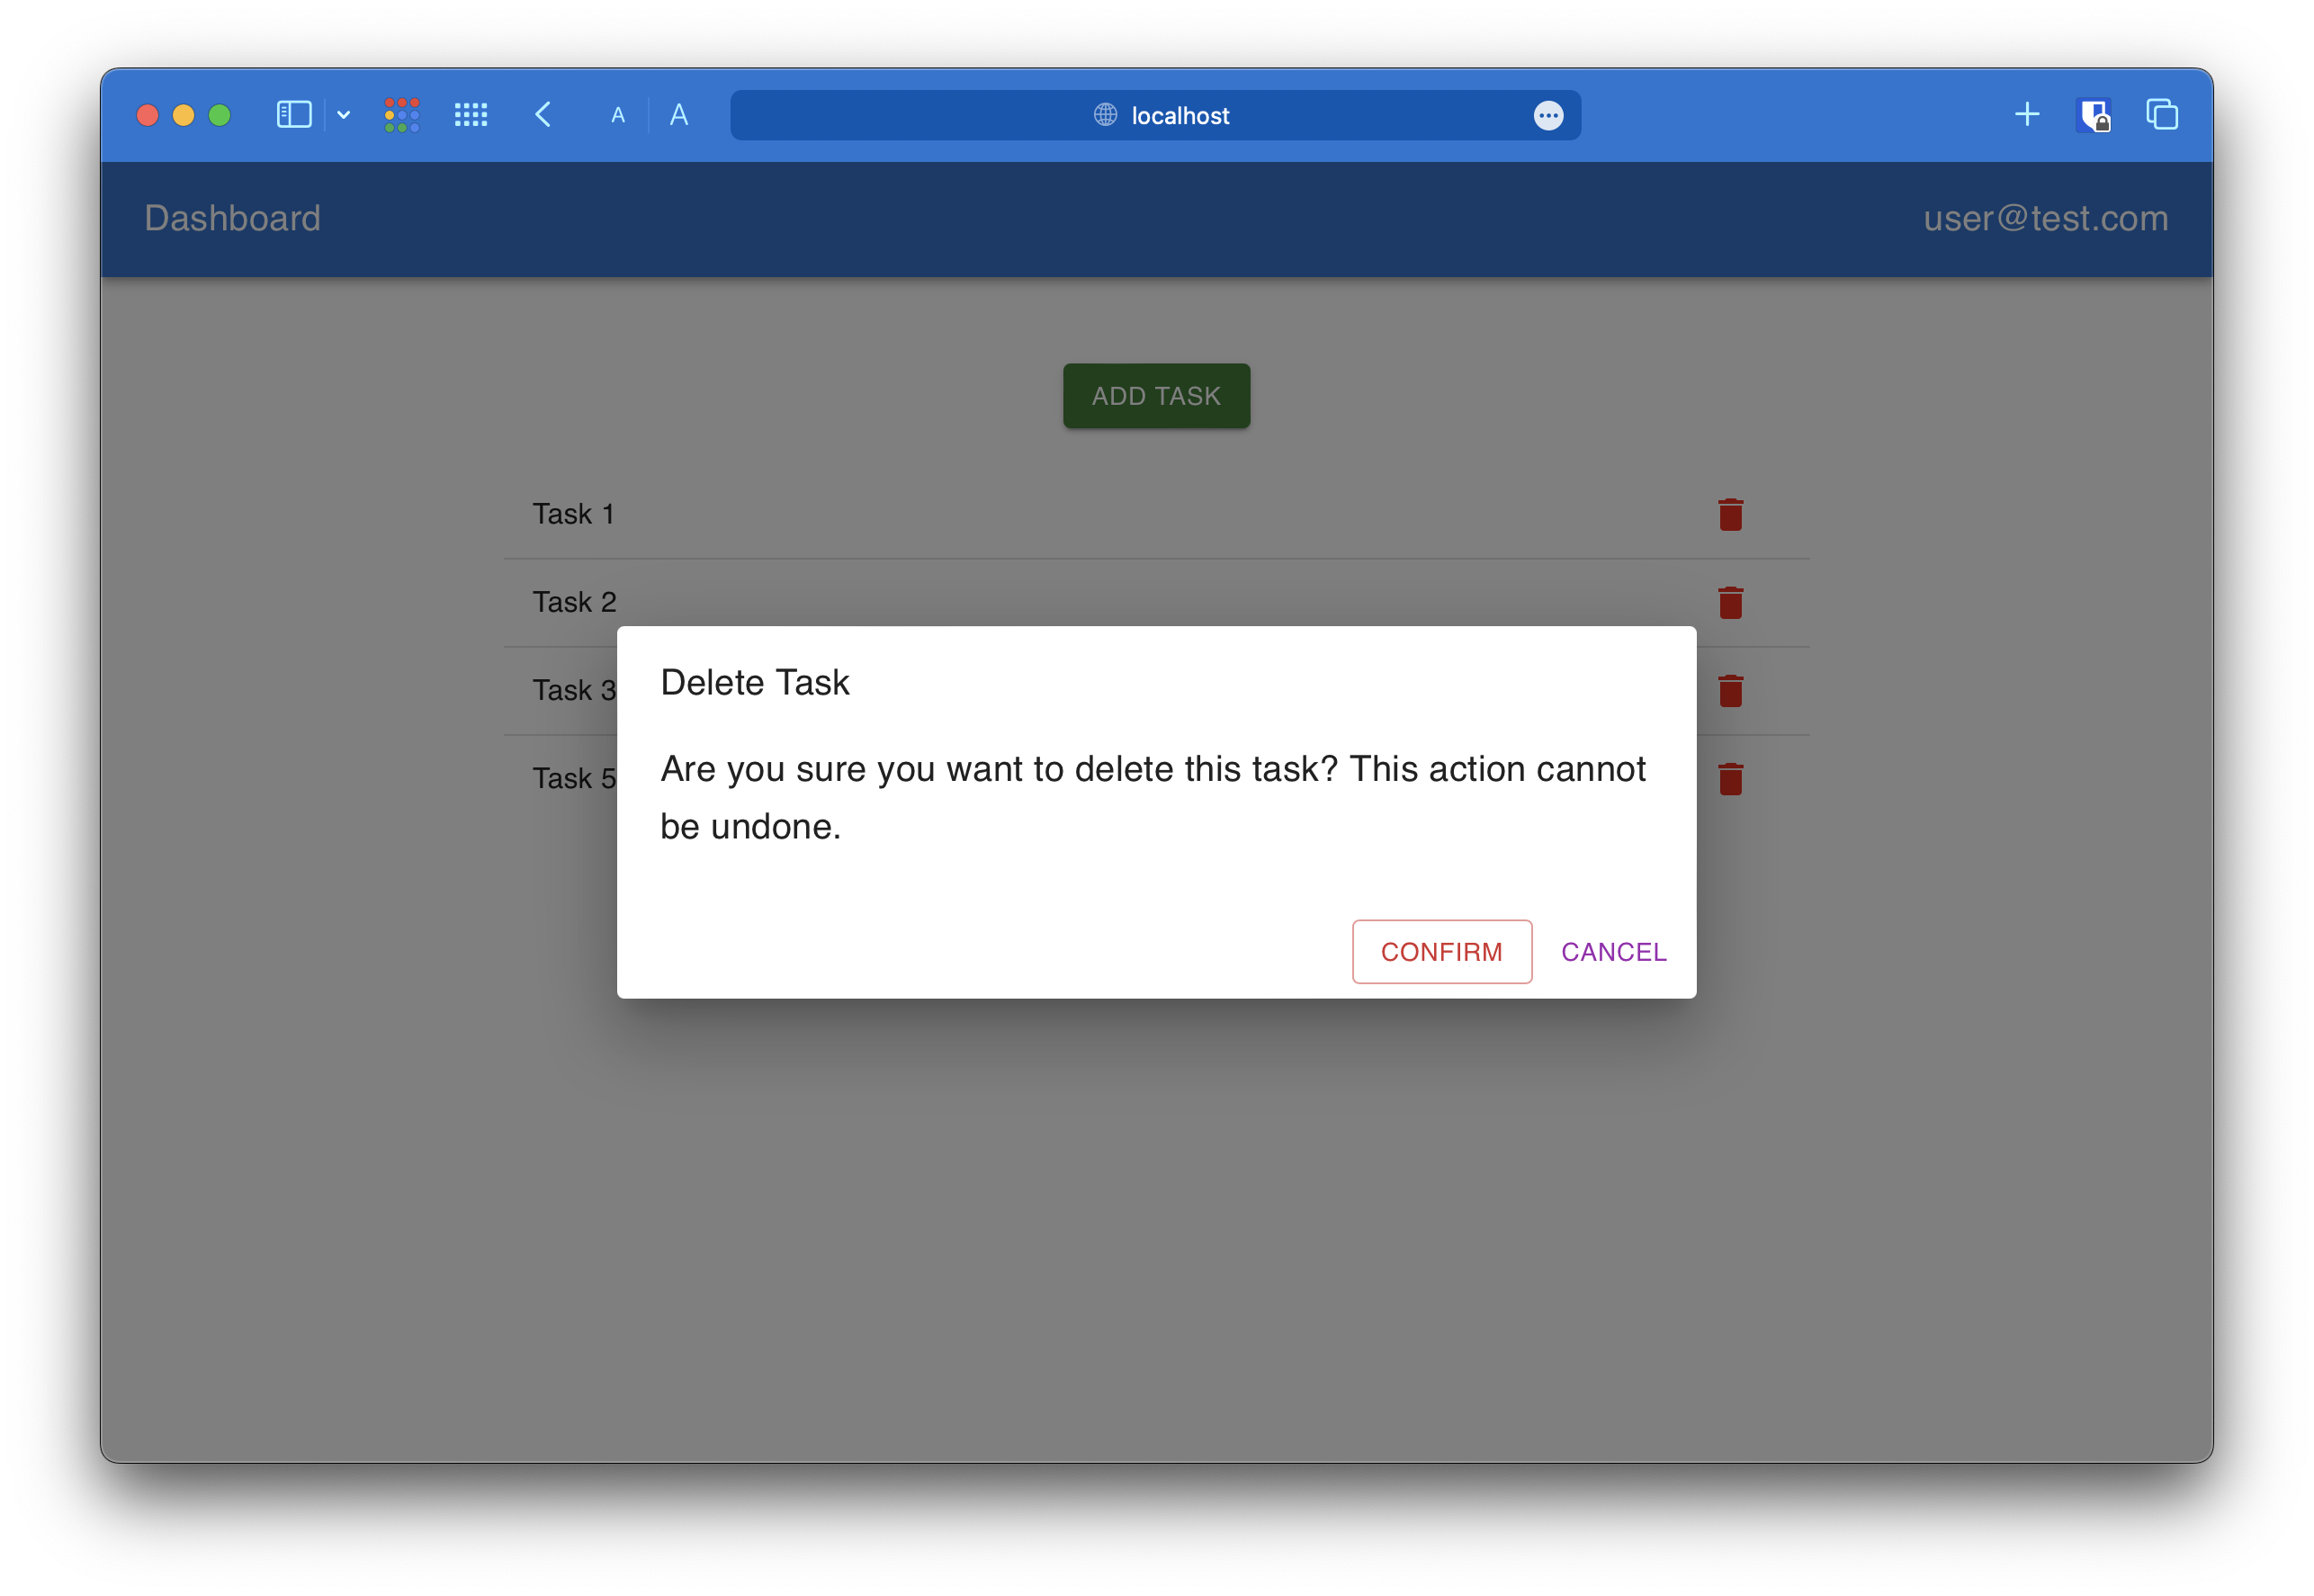 A A
localhost
Dashboard
user@test.com
ADD TASK
Task 1
Task 2
Task 3
Task 5
Delete Task
Are you sure you want to delete this task? This action cannot
be undone.
CONFIRM
CANCEL